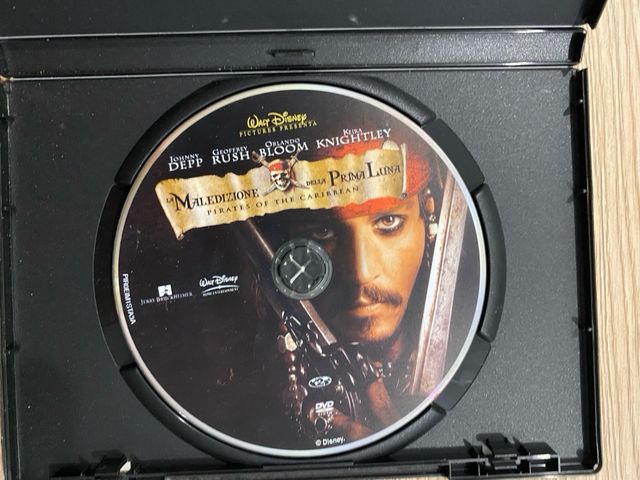 WALT DISNEY
PICTURES PRESENTA
JOHNNY DEPP
GEOFFREY RUSH
ORLANDO BLOOM
KEIRA KNIGHTLEY
LA MALEDIZIONE DELLA PRIMA LUNA
PIRATES OF THE CARIBBEAN
JERRY BRUCKHEIMER
WALT DISNEY
HOME ENTERTAINMENT
DVD
© Disney.